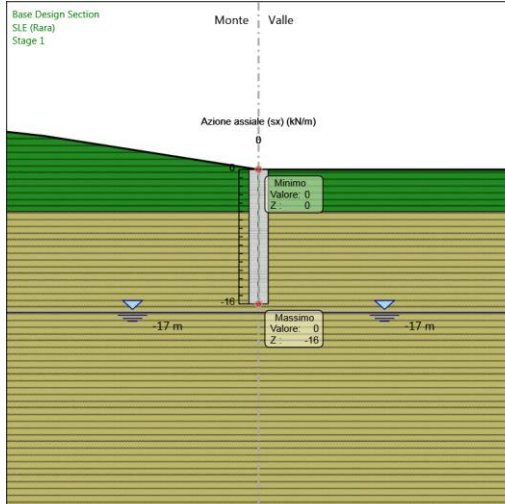 Base Design Section
SLE (Rara)
Stage 1
Monte Valle
Azione assiale (sx) (kN/m)
0
0
Minimo
Valore: 0
Z : 0
-16
Massimo
Valore: 0
Z : -16
-17 m
-17 m